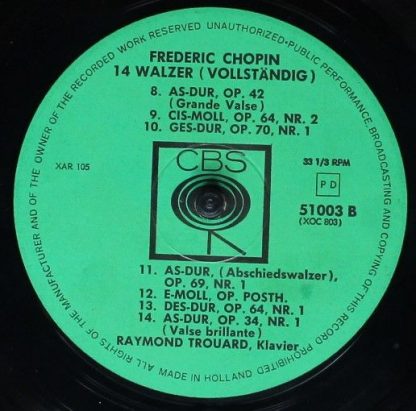 ALL RIGHTS OF THE MANUFACTURER AND OF THE OWNER OF THE RECORDED WORK RESERVED UNAUTHORIZED·PUBLIC PERFORMANCE, BROADCASTING AND COPYING OF THIS RECORD PROHIBITED
FREDERIC CHOPIN
14 WALZER (VOLLSTÄNDIG)
8. AS-DUR, OP. 42
(Grande Valse)
9. CIS-MOLL, OP. 64, NR. 2
10. GES-DUR, OP. 70, NR. 1
XAR 105
CBS
33 1/3 RPM
P D
51003 B
(XOC 803)
11. AS-DUR, (Abschiedswalzer),
OP. 69, NR. 1
12. E-MOLL, OP. POSTH.
13. DES-DUR, OP. 64, NR. 1
14. AS-DUR, OP. 34, NR. 1
(Valse brillante)
RAYMOND TROUARD, Klavier
MADE IN HOLLAND